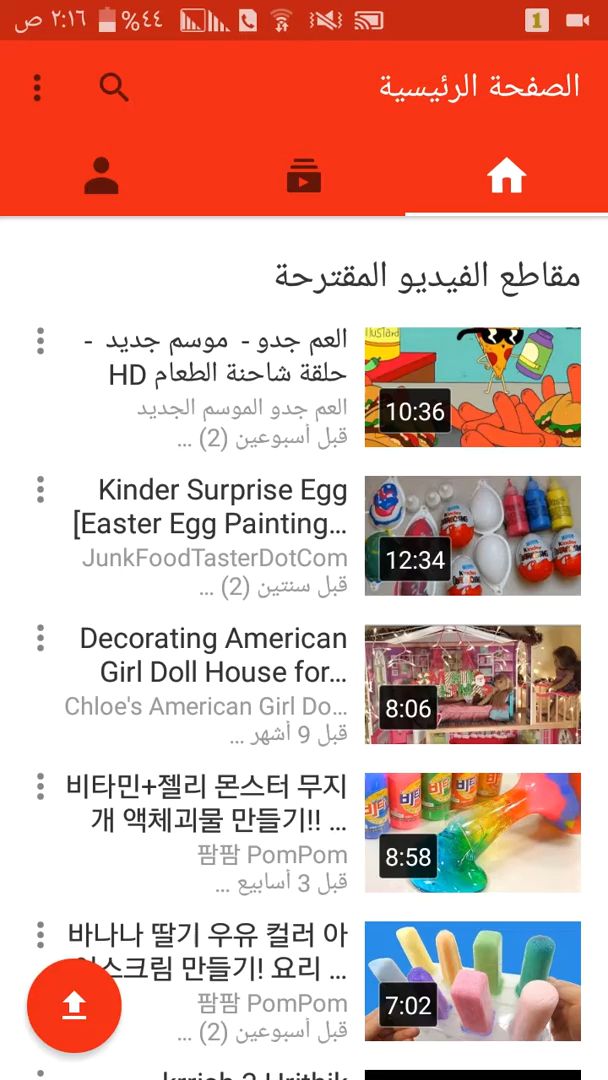 ٢:١٦ ص
%٤٤
1
الصفحة الرئيسية
مقاطع الفيديو المقترحة
العم جدو - موسم جديد -
حلقة شاحنة الطعام HD
العم جدو الموسم الجديد
قبل أسبوعين (2) ...
10:36
Kinder Surprise Egg
[Easter Egg Painting...
JunkFoodTasterDotCom
قبل سنتين (2) ...
12:34
Decorating American
Girl Doll House for...
Chloe's American Girl Do...
قبل 9 أشهر ...
8:06
비타민+젤리 몬스터 무지
개 액체괴물 만들기!! ...
팜팜 PomPom
قبل 3 أسابيع ...
8:58
바나나 딸기 우유 컬러 아
이스크림 만들기! 요리 ...
팜팜 PomPom
قبل أسبوعين (2) ...
7:02